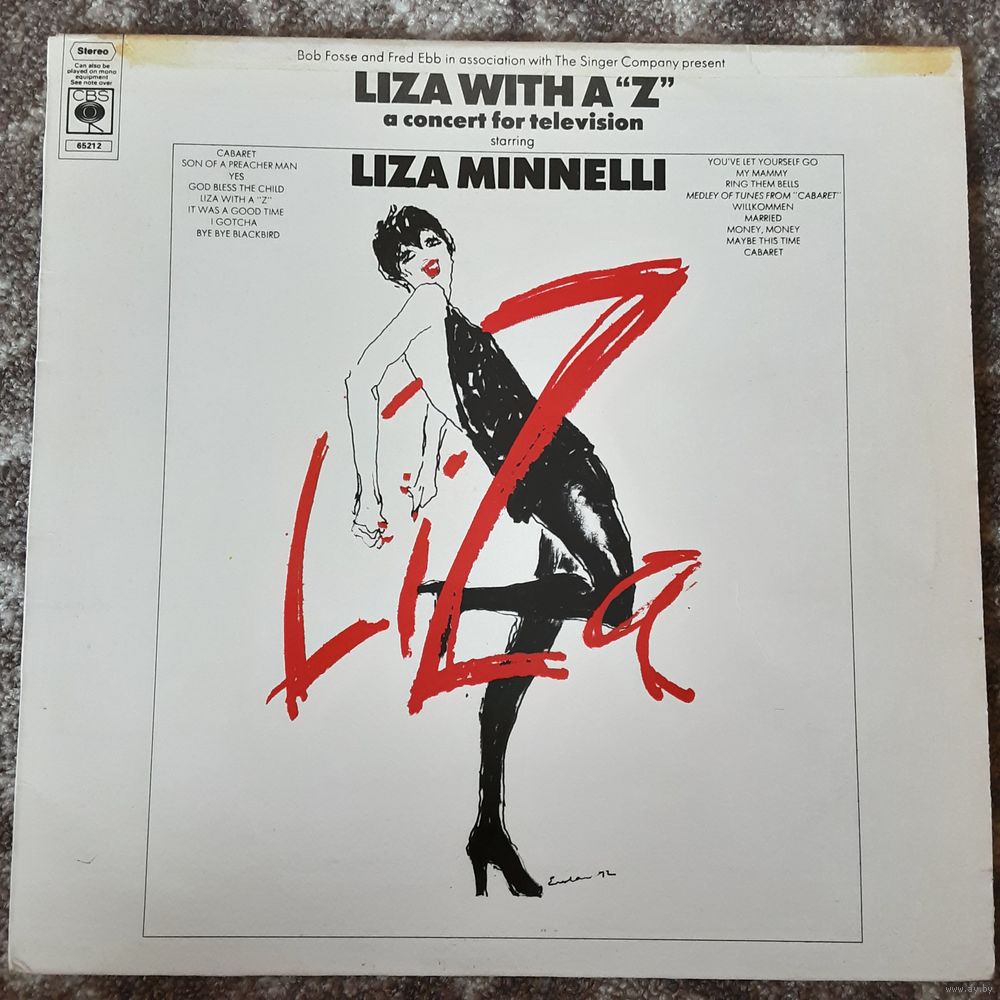 Stereo
Can also be
played on mono
equipment
See note over
CBS
65212
Bob Fosse and Fred Ebb in association with The Singer Company present
LIZA WITH A “Z”
a concert for television
starring
LIZA MINNELLI
CABARET
SON OF A PREACHER MAN
YES
GOD BLESS THE CHILD
LIZA WITH A "Z"
IT WAS A GOOD TIME
I GOTCHA
BYE BYE BLACKBIRD
YOU'VE LET YOURSELF GO
MY MAMMY
RING THEM BELLS
MEDLEY OF TUNES FROM "CABARET"
WILLKOMMEN
MARRIED
MONEY, MONEY
MAYBE THIS TIME
CABARET
Liza
72
www.ay.by